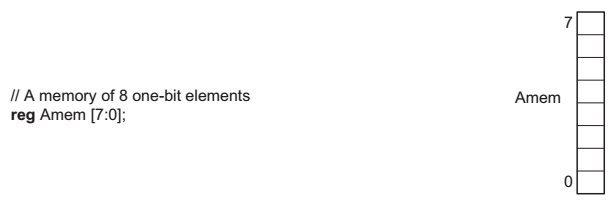 // A memory of 8 one-bit elements
reg Amem [7:0];
7
Amem
0